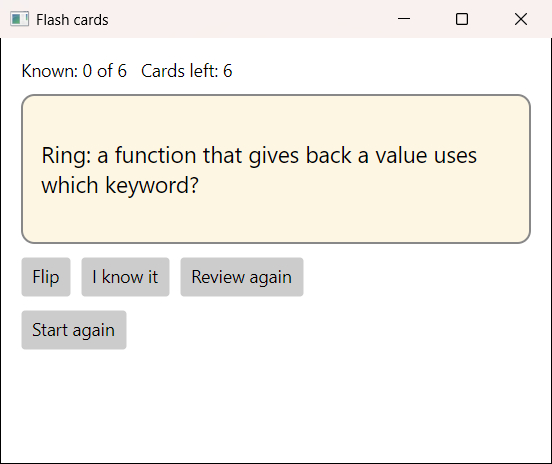 Flash cards
Known: 0 of 6   Cards left: 6
Ring: a function that gives back a value uses
which keyword?
Flip   I know it   Review again
Start again